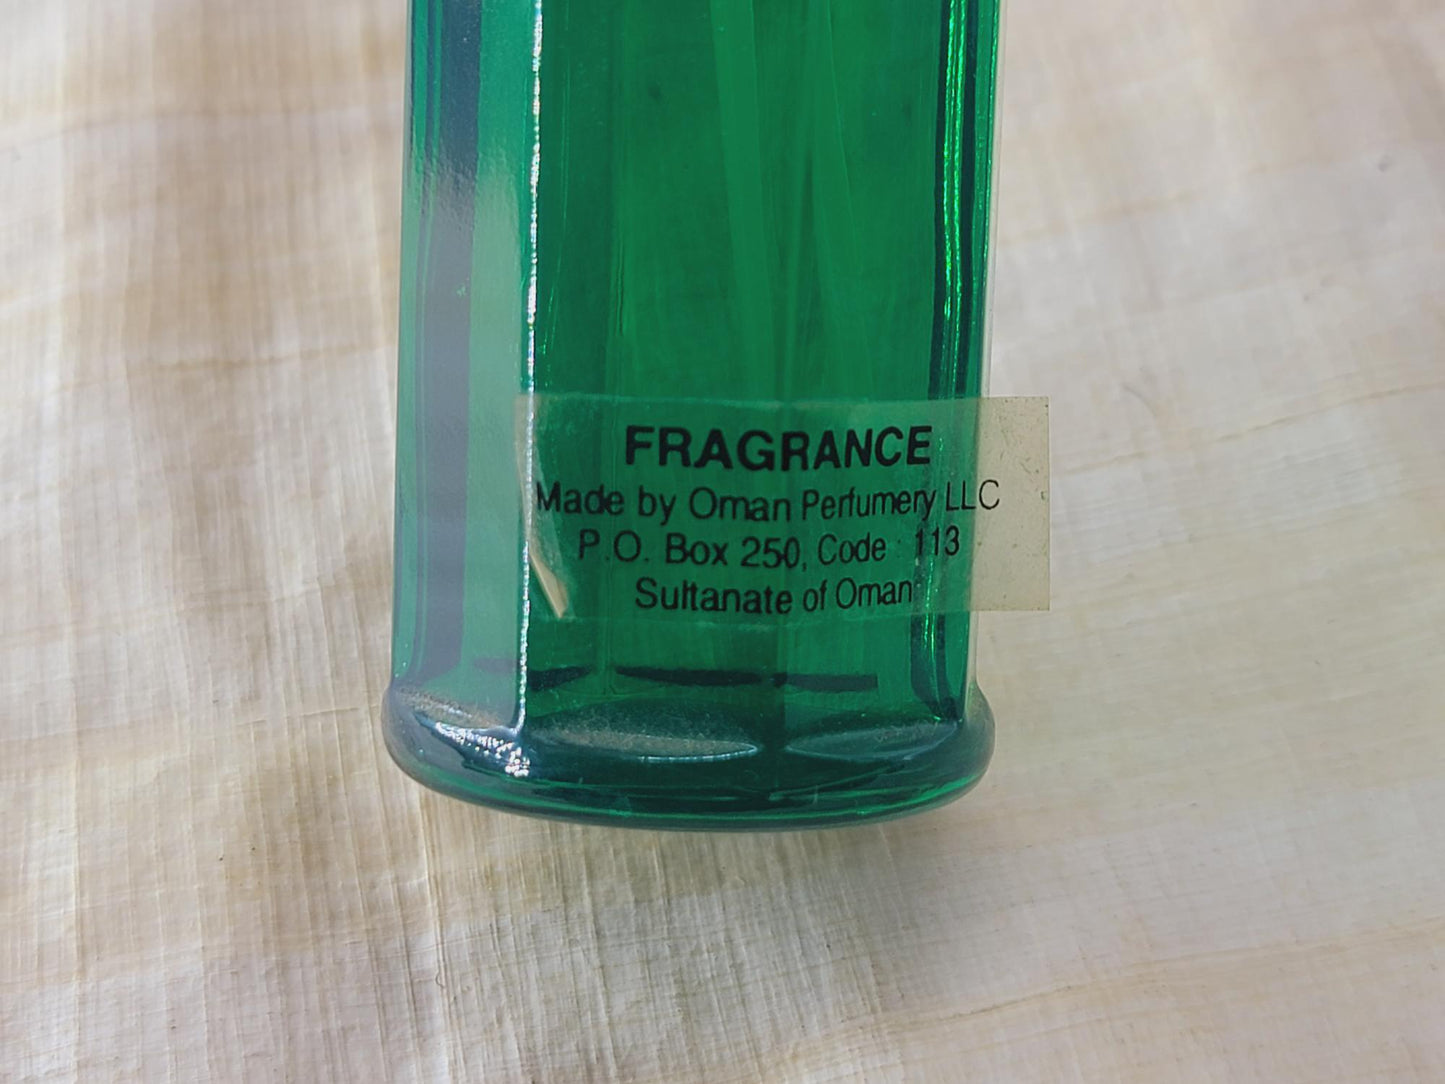 FRAGRANCE
Made by Oman Perfumery LLC
P.O. Box 250, Code : 113
Sultanate of Oman